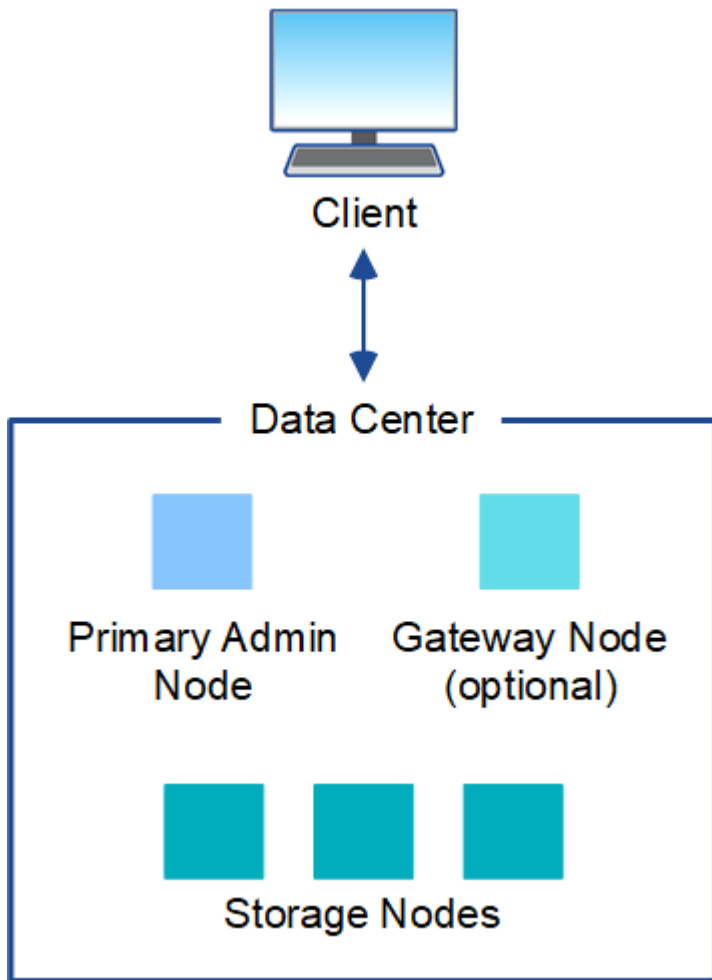 Client
Data Center
Primary Admin
Node
Gateway Node
(optional)
Storage Nodes